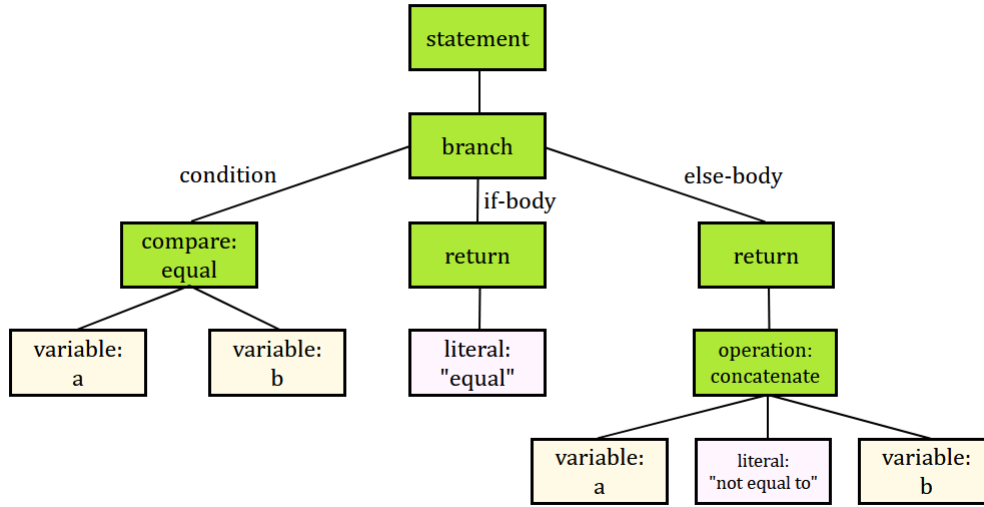 statement
branch
condition
if-body
else-body
compare:
equal
return
return
variable:
a
variable:
b
literal:
"equal"
operation:
concatenate
variable:
a
literal:
"not equal to"
variable:
b